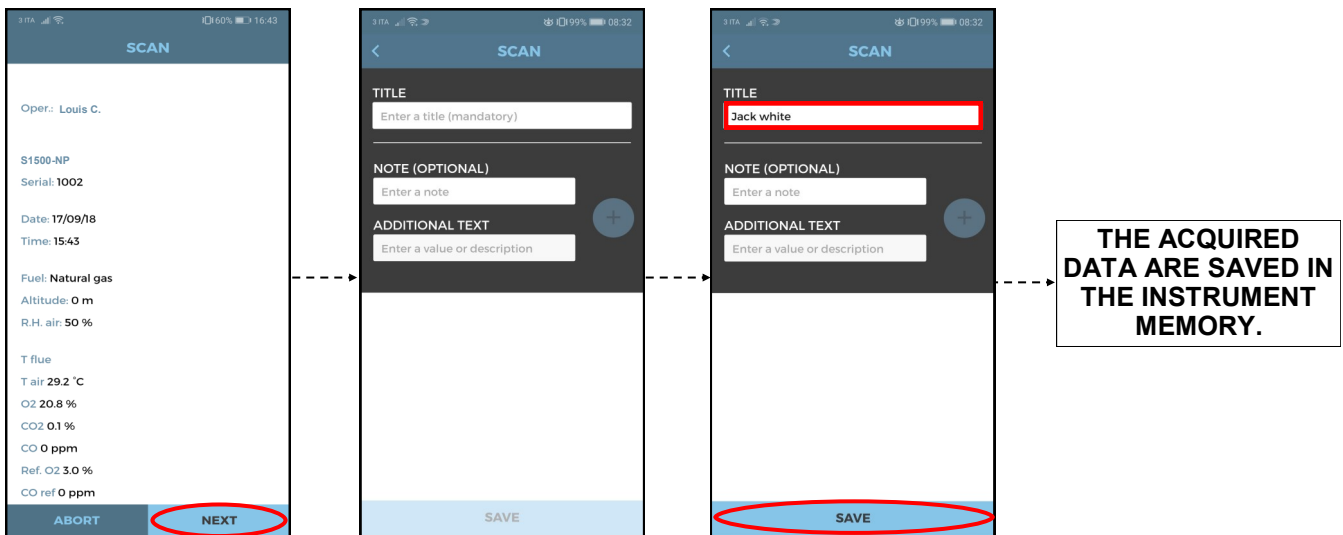 3 ITA 60% 16:43
SCAN
Oper.: Louis C.
S1500-NP
Serial: 1002
Date: 17/09/18
Time: 15:43
Fuel: Natural gas
Altitude: 0 m
R.H. air: 50 %
T flue
T air 29.2 °C
O2 20.8 %
CO2 0.1 %
CO 0 ppm
Ref. O2 3.0 %
CO ref 0 ppm
ABORT NEXT
3 ITA 99% 08:32
SCAN
TITLE
Enter a title (mandatory)
NOTE (OPTIONAL)
Enter a note
ADDITIONAL TEXT
Enter a value or description
SAVE
3 ITA 99% 08:32
SCAN
TITLE
Jack white
NOTE (OPTIONAL)
Enter a note
ADDITIONAL TEXT
Enter a value or description
SAVE
THE ACQUIRED
DATA ARE SAVED IN
THE INSTRUMENT
MEMORY.